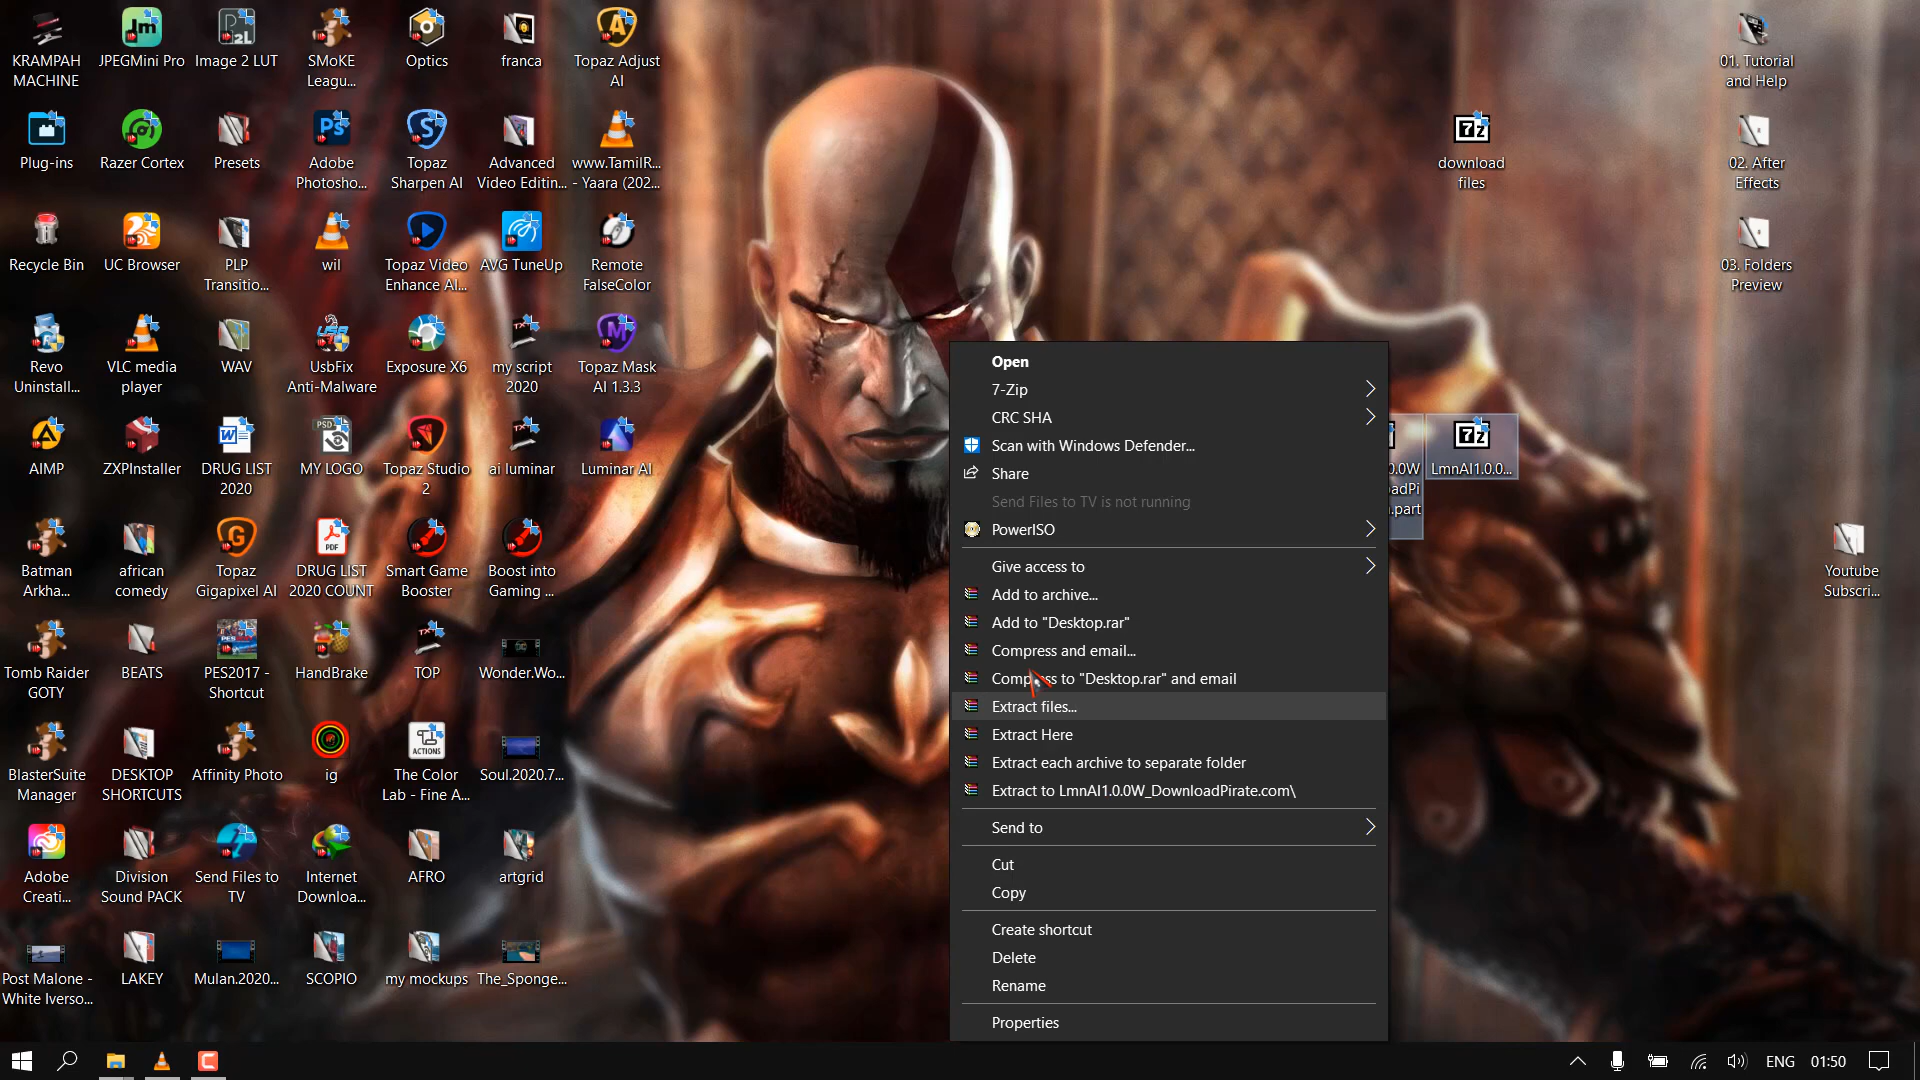 KRAMPAH
MACHINE
JPEGMini Pro
Image 2 LUT
SMoKE
Leagu...
Optics
franca
Topaz Adjust
AI
01. Tutorial
and Help
Plug-ins
Razer Cortex
Presets
Adobe
Photosho...
Topaz
Sharpen AI
Advanced
Video Editin...
www.TamilR...
- Yaara (202...
download
files
02. After
Effects
Recycle Bin
UC Browser
PLP
Transitio...
wil
Topaz Video
Enhance AI...
AVG TuneUp
Remote
FalseColor
03. Folders
Preview
Revo
Uninstall...
VLC media
player
WAV
UsbFix
Anti-Malware
Exposure X6
my script
2020
Topaz Mask
AI 1.3.3
AIMP
ZXPInstaller
DRUG LIST
2020
MY LOGO
Topaz Studio
2
ai luminar
Luminar AI
0.0W
adPi
.part
LmnAI1.0.0...
Batman
Arkha...
african
comedy
Topaz
Gigapixel AI
DRUG LIST
2020 COUNT
Smart Game
Booster
Boost into
Gaming ...
Youtube
Subscri...
Tomb Raider
GOTY
BEATS
PES2017 -
Shortcut
HandBrake
TOP
Wonder.Wo...
BlasterSuite
Manager
DESKTOP
SHORTCUTS
Affinity Photo
ig
The Color
Lab - Fine A...
Soul.2020.7...
Adobe
Creati...
Division
Sound PACK
Send Files to
TV
Internet
Downloa...
AFRO
artgrid
Post Malone -
White Iverso...
LAKEY
Mulan.2020...
SCOPIO
my mockups
The_Sponge...
Open
7-Zip
CRC SHA
Scan with Windows Defender...
Share
Send Files to TV is not running
PowerISO
Give access to
Add to archive...
Add to "Desktop.rar"
Compress and email...
Compress to "Desktop.rar" and email
Extract files...
Extract Here
Extract each archive to separate folder
Extract to LmnAI1.0.0W_DownloadPirate.com\
Send to
Cut
Copy
Create shortcut
Delete
Rename
Properties
ENG
01:50